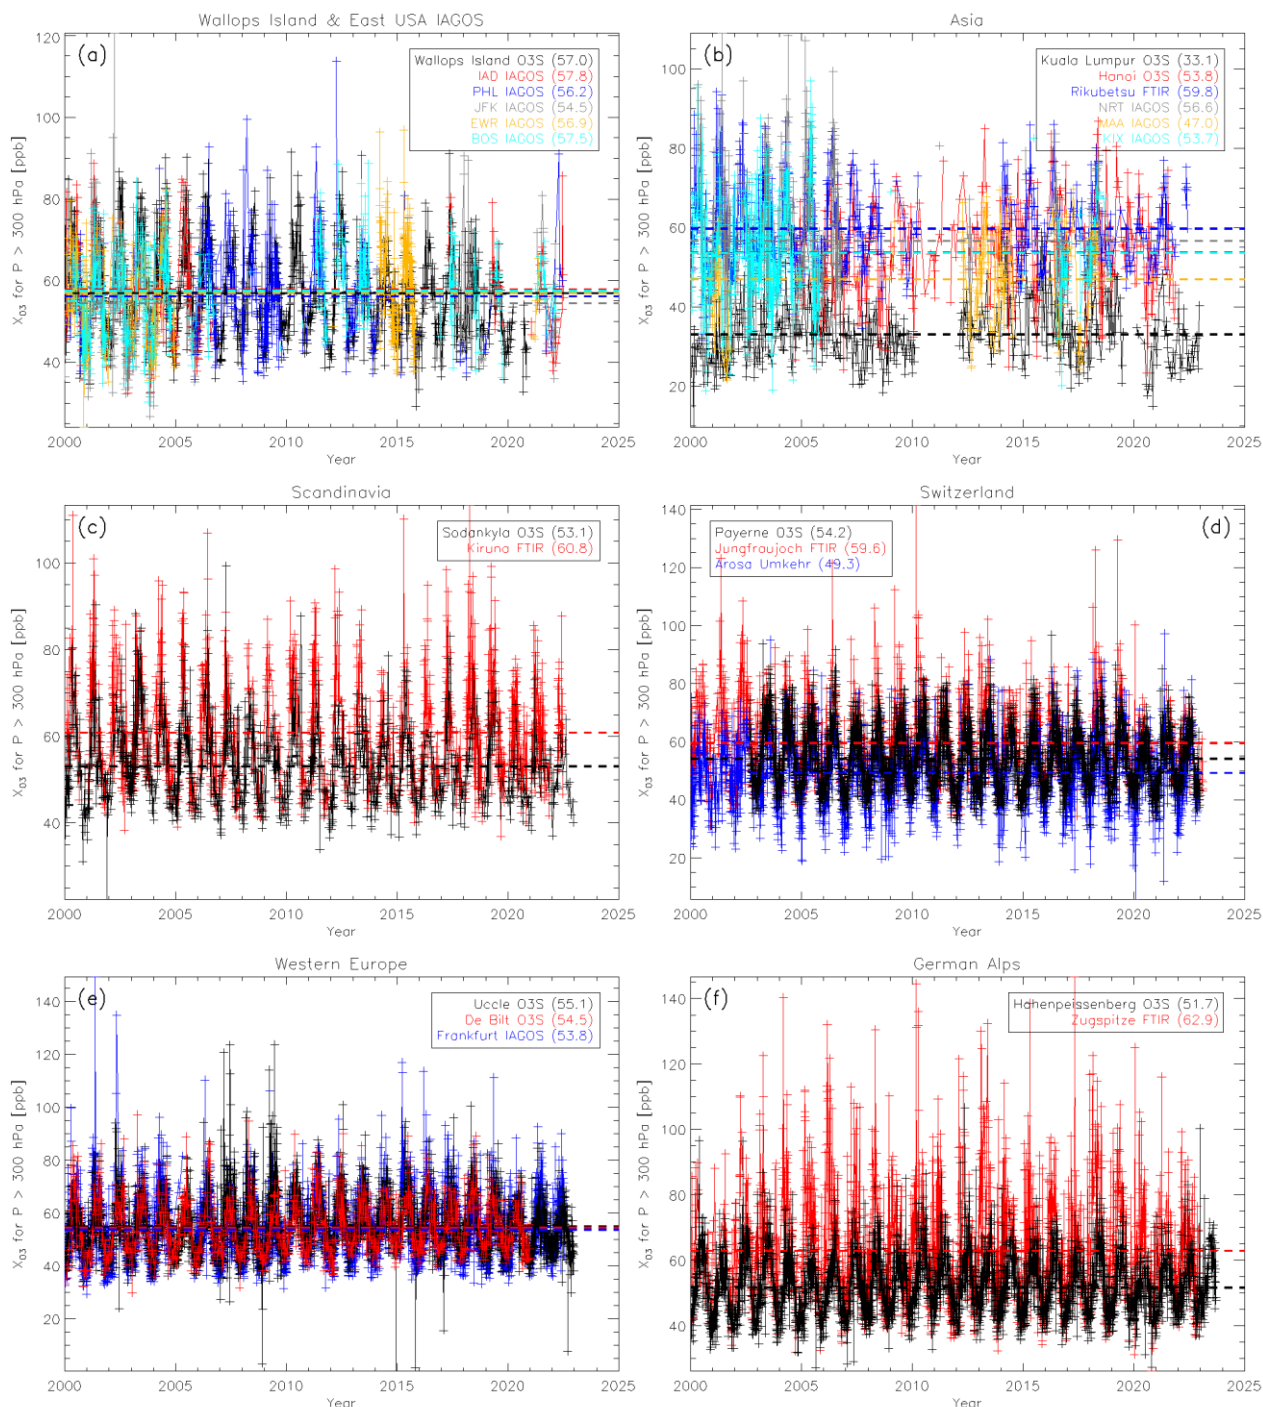 Wallops Island & East USA IAGOS
(a)
Wallops Island O3S (57.0)
IAD IAGOS (57.8)
PHL IAGOS (56.2)
JFK IAGOS (54.5)
EWR IAGOS (56.9)
BOS IAGOS (57.5)
120
100
80
60
40
X_O3 for P > 300 hPa [ppb]
2000 2005 2010 2015 2020 2025
Year
Asia
(b)
Kuala Lumpur O3S (33.1)
Hanoi O3S (53.8)
Rikubetsu FTIR (59.8)
NRT IAGOS (56.6)
MAA IAGOS (47.0)
KIX IAGOS (53.7)
100
80
60
40
20
X_O3 for P > 300 hPa [ppb]
2000 2005 2010 2015 2020 2025
Year
Scandinavia
(c)
Sodankyla O3S (53.1)
Kiruna FTIR (60.8)
100
80
60
40
X_O3 for P > 300 hPa [ppb]
2000 2005 2010 2015 2020 2025
Year
Switzerland
(d)
Payerne O3S (54.2)
Jungfraujoch FTIR (59.6)
Arosa Umkehr (49.3)
140
120
100
80
60
40
20
X_O3 for P > 300 hPa [ppb]
2000 2005 2010 2015 2020 2025
Year
Western Europe
(e)
Uccle O3S (55.1)
De Bilt O3S (54.5)
Frankfurt IAGOS (53.8)
140
120
100
80
60
40
20
X_O3 for P > 300 hPa [ppb]
2000 2005 2010 2015 2020 2025
Year
German Alps
(f)
Hohenpeissenberg O3S (51.7)
Zugspitze FTIR (62.9)
140
120
100
80
60
40
X_O3 for P > 300 hPa [ppb]
2000 2005 2010 2015 2020 2025
Year